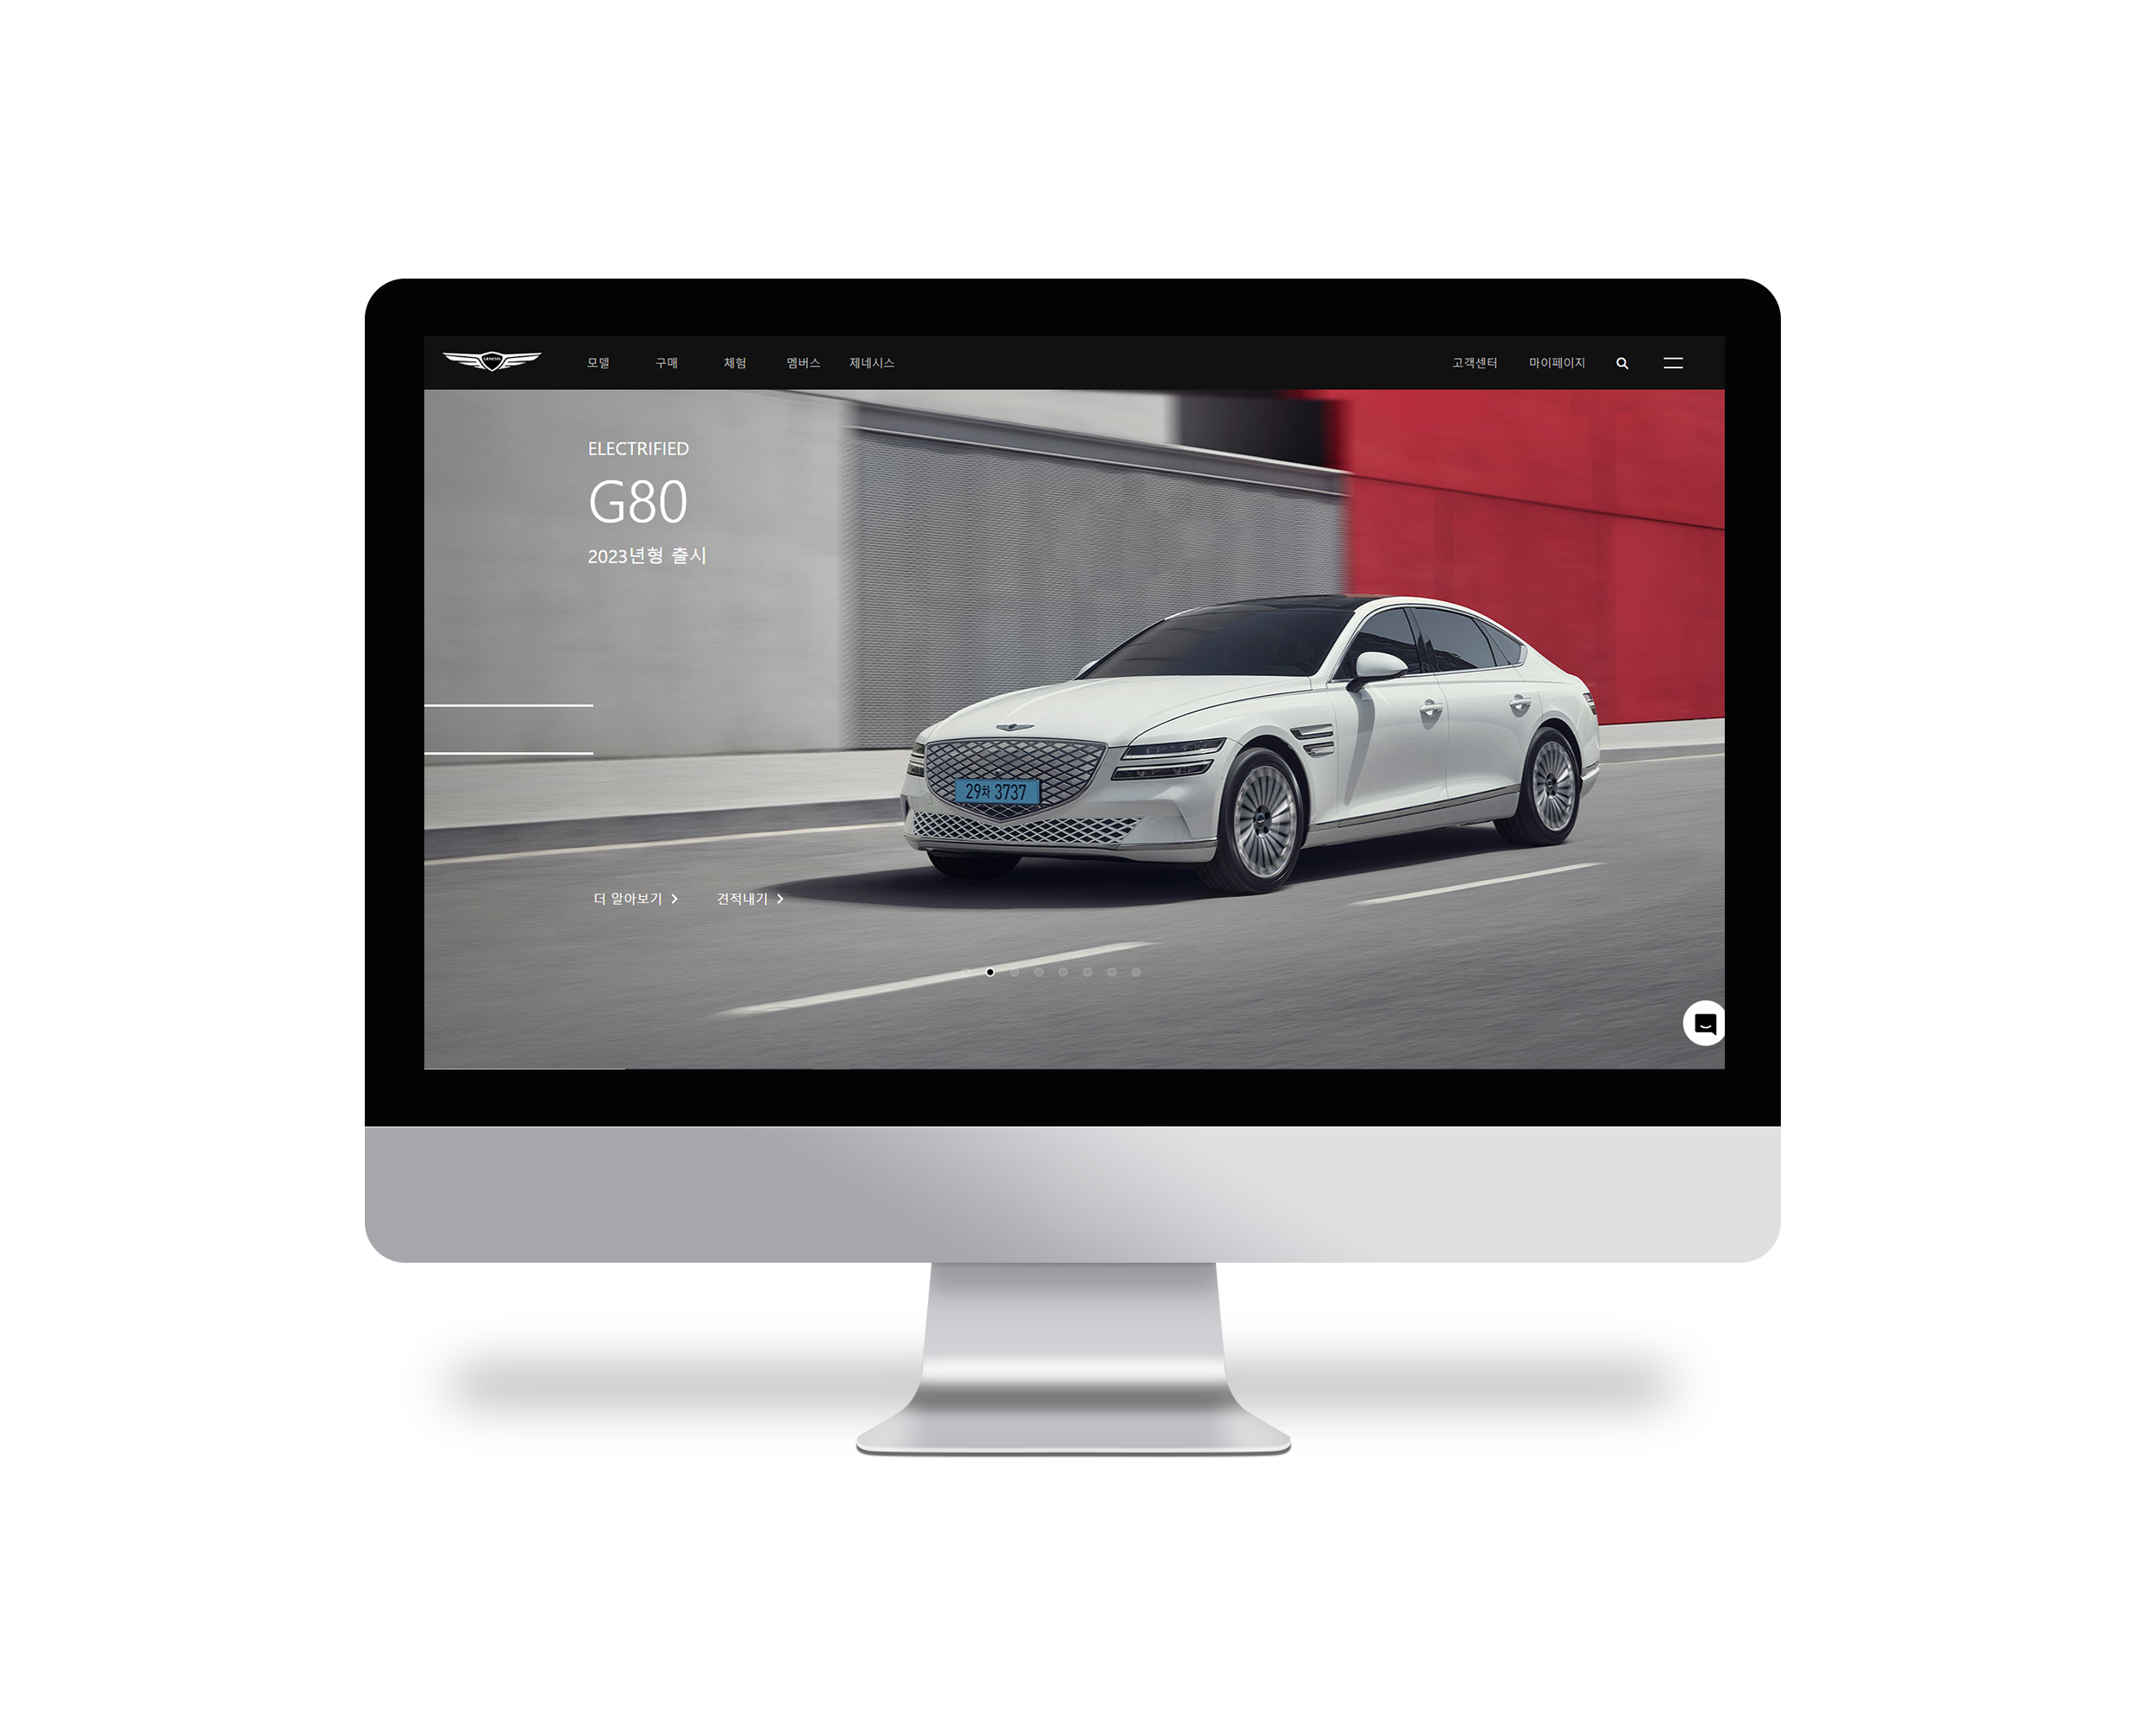 GENESIS
모델 구매 체험 멤버스 제네시스 고객센터 마이페이지
ELECTRIFIED
G80
2023년형 출시
29차 3737
더 알아보기 견적내기